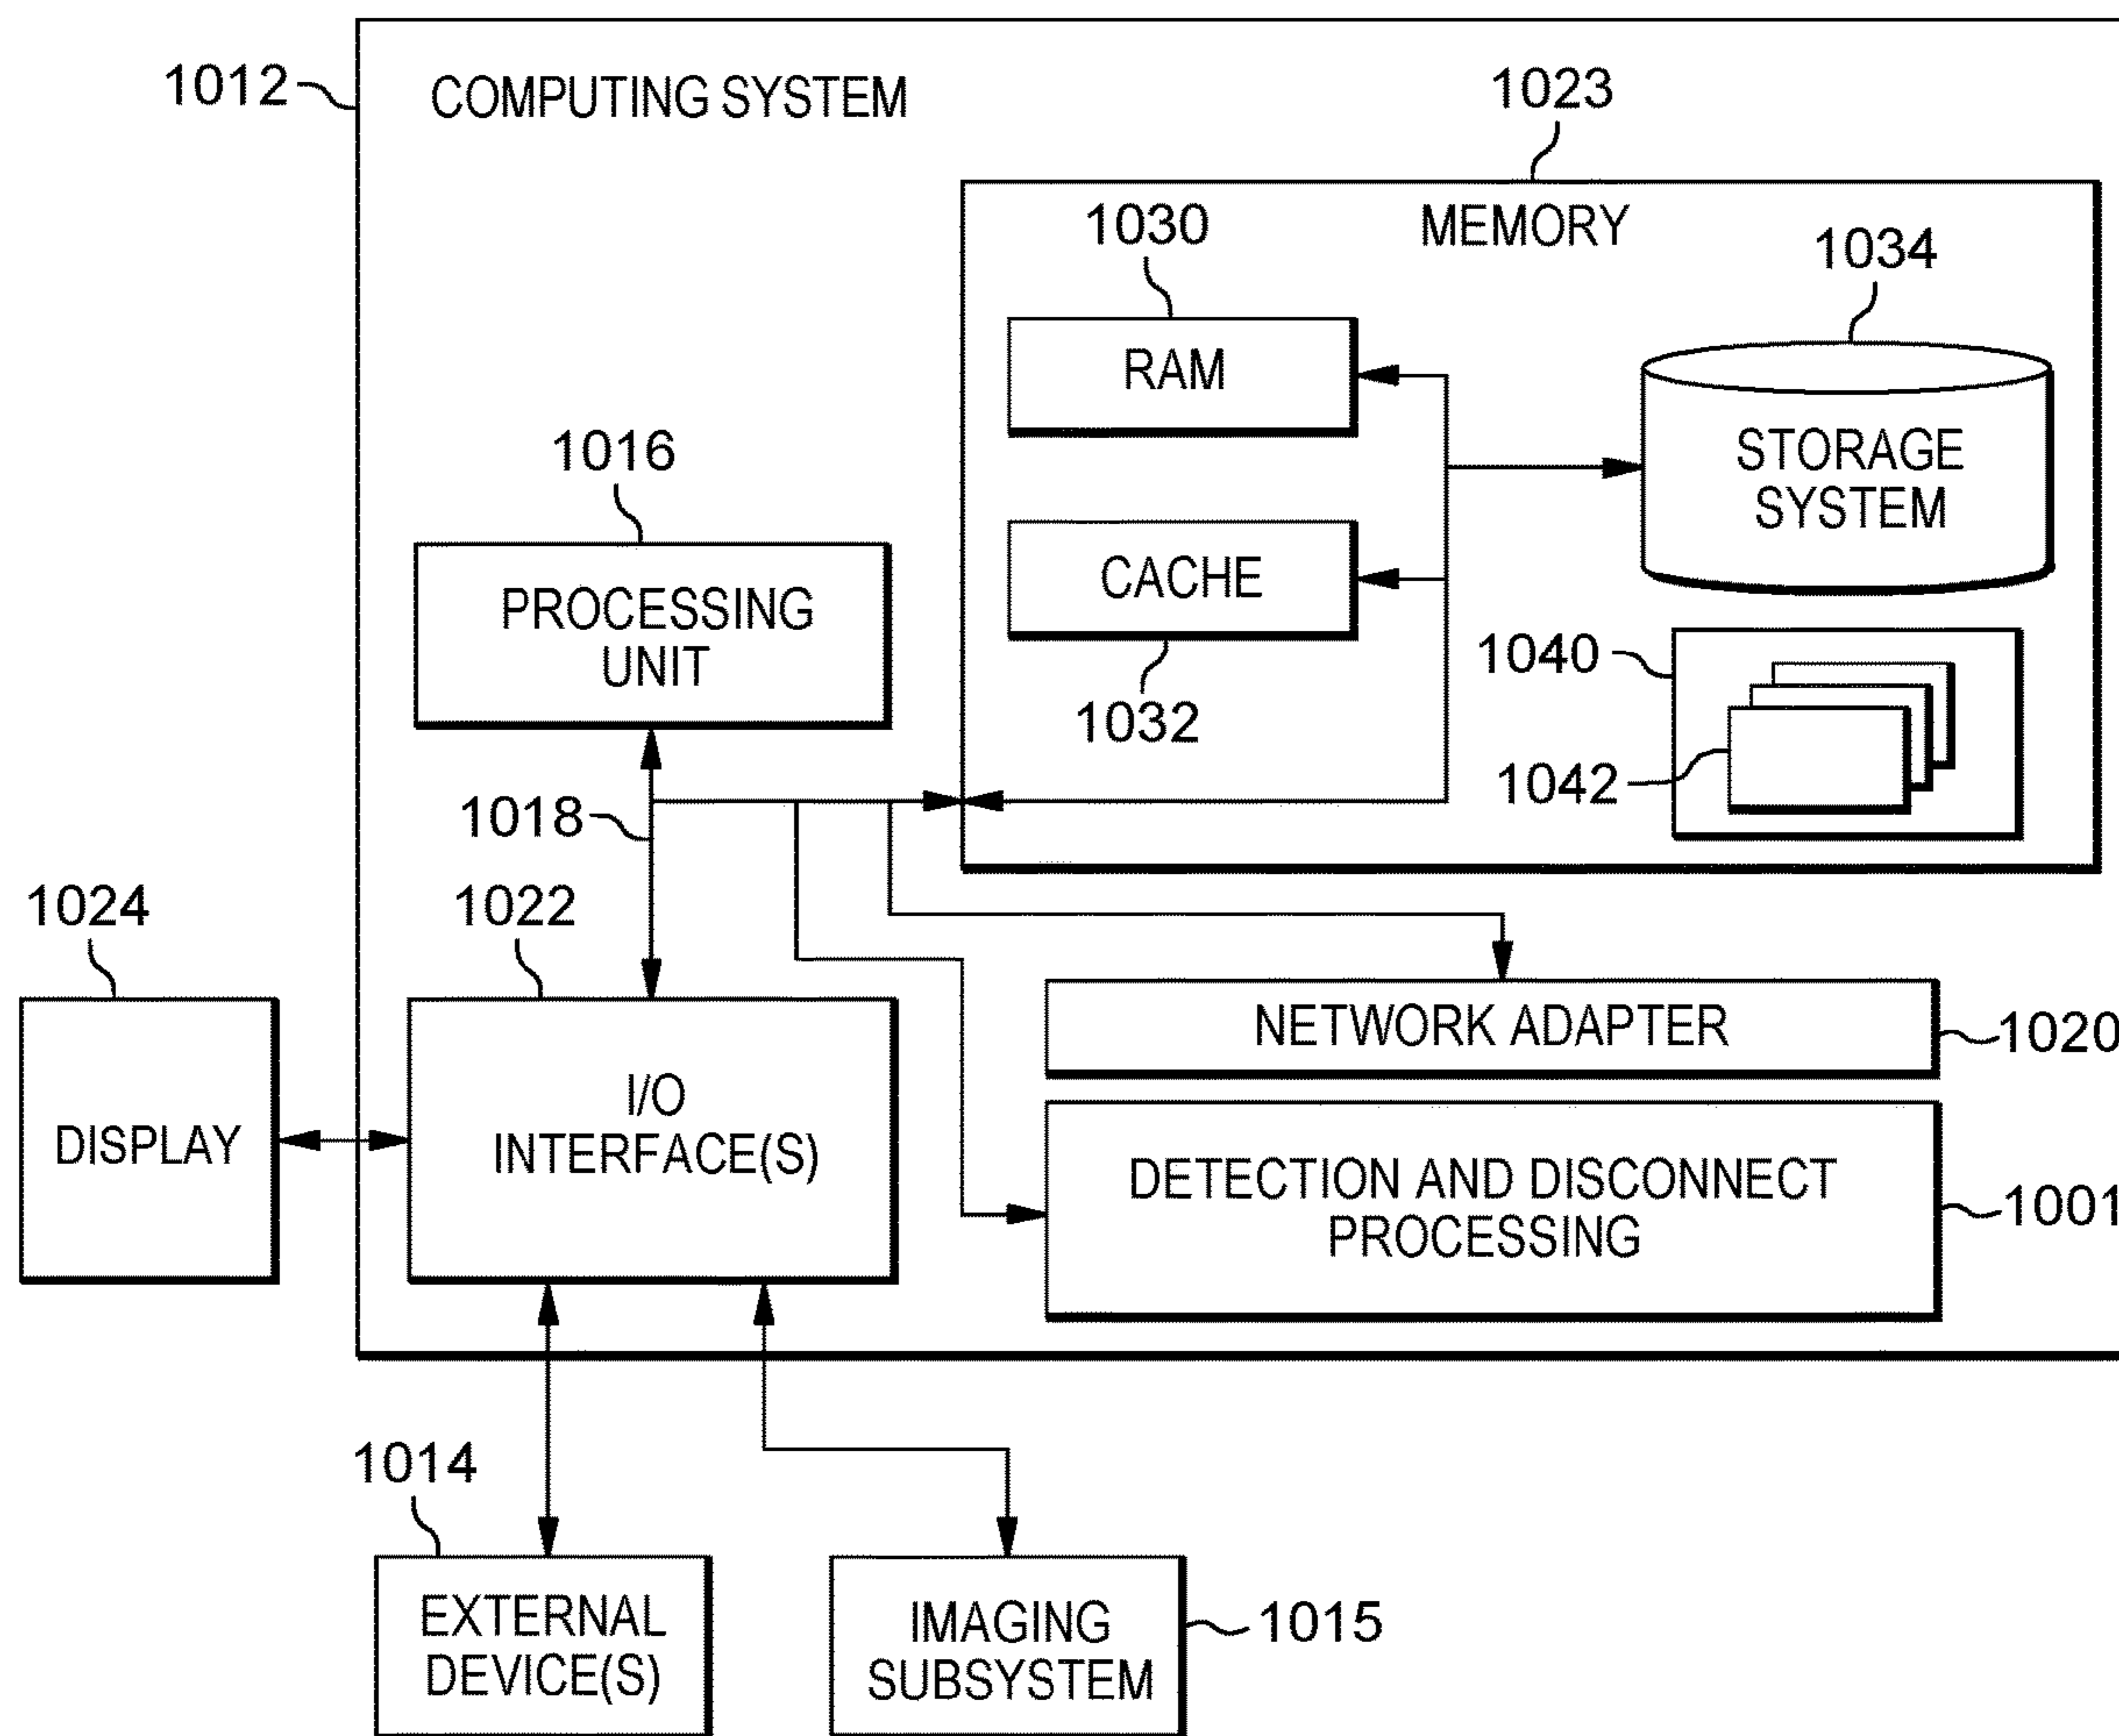 1012
COMPUTING SYSTEM
1023
MEMORY
1030
RAM
1034
STORAGE
SYSTEM
1016
PROCESSING
UNIT
CACHE
1032
1040
1042
1018
1024
DISPLAY
1022
I/O
INTERFACE(S)
NETWORK ADAPTER
1020
DETECTION AND DISCONNECT
PROCESSING
1001
1014
EXTERNAL
DEVICE(S)
IMAGING
SUBSYSTEM
1015